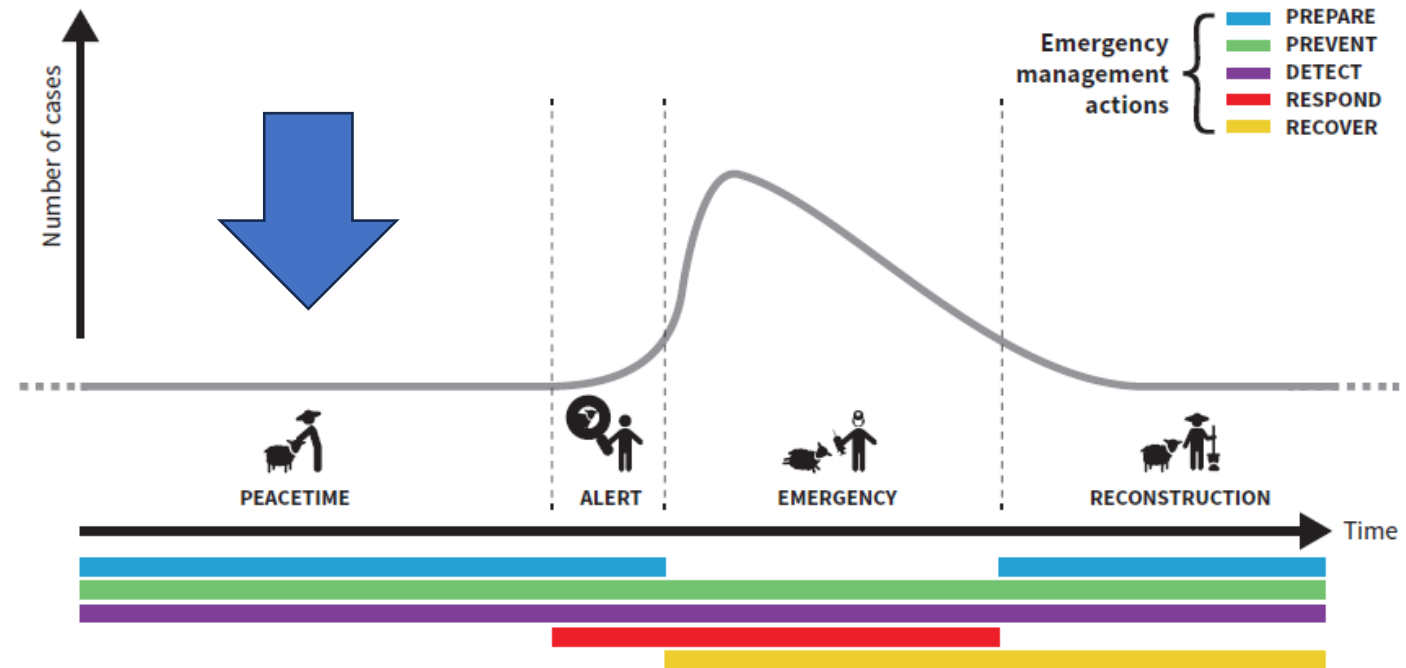 Number of cases
Emergency
management
actions
PREPARE
PREVENT
DETECT
RESPOND
RECOVER
PEACETIME
ALERT
EMERGENCY
RECONSTRUCTION
Time